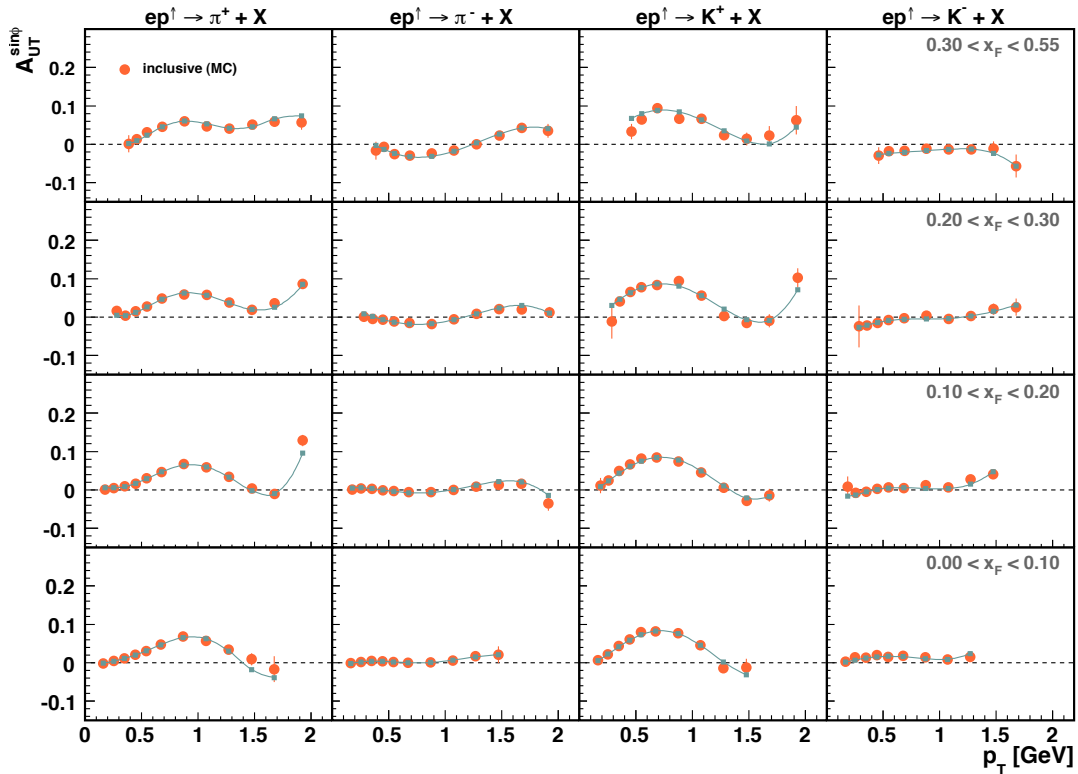 ep↑ → π+ + X ep↑ → π- + X ep↑ → K+ + X ep↑ → K- + X
A_UT^sinϕ
inclusive (MC)
0.30 < x_F < 0.55
0.2
0.1
0
-0.1
0.20 < x_F < 0.30
0.2
0.1
0
-0.1
0.10 < x_F < 0.20
0.2
0.1
0
-0.1
0.00 < x_F < 0.10
0.2
0.1
0
-0.1
0 0.5 1 1.5 2 0.5 1 1.5 2 0.5 1 1.5 2 0.5 1 1.5 2
p_T [GeV]